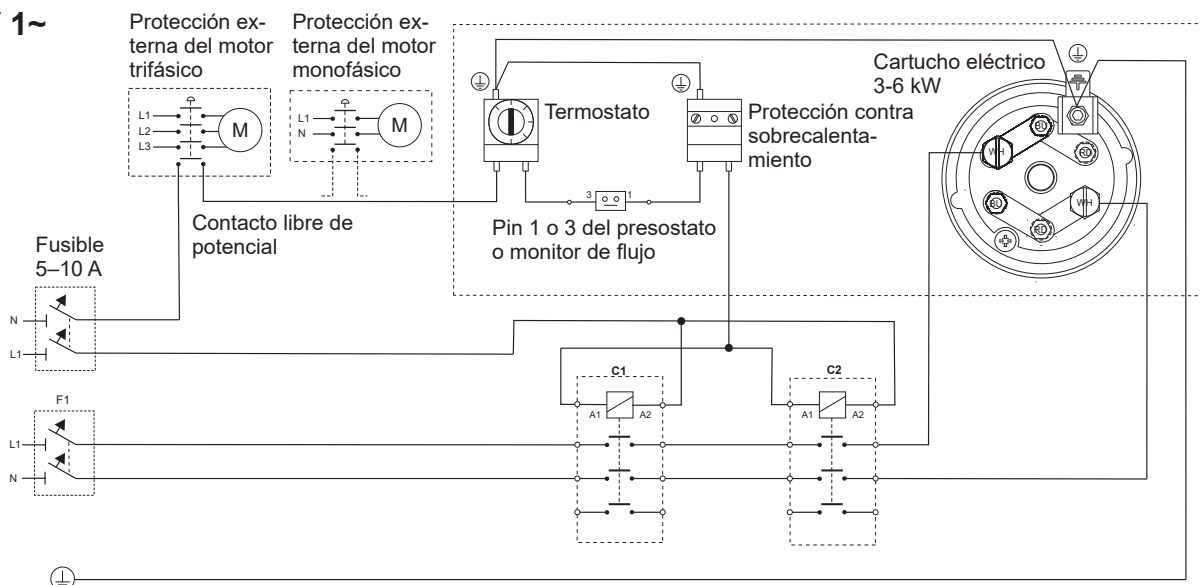 1~
Protección ex-
terna del motor
trifásico
Protección ex-
terna del motor
monofásico
L1
L2
L3
M
L1
N
M
Termostato
Protección contra
sobrecalenta-
miento
Cartucho eléctrico
3-6 kW
BU
RD
WH
BU
WH
RD
Contacto libre de
potencial
3
1
Pin 1 o 3 del presostato
o monitor de flujo
Fusible
5–10 A
N
L1
C1
C2
A1
A2
A1
A2
F1
L1
N